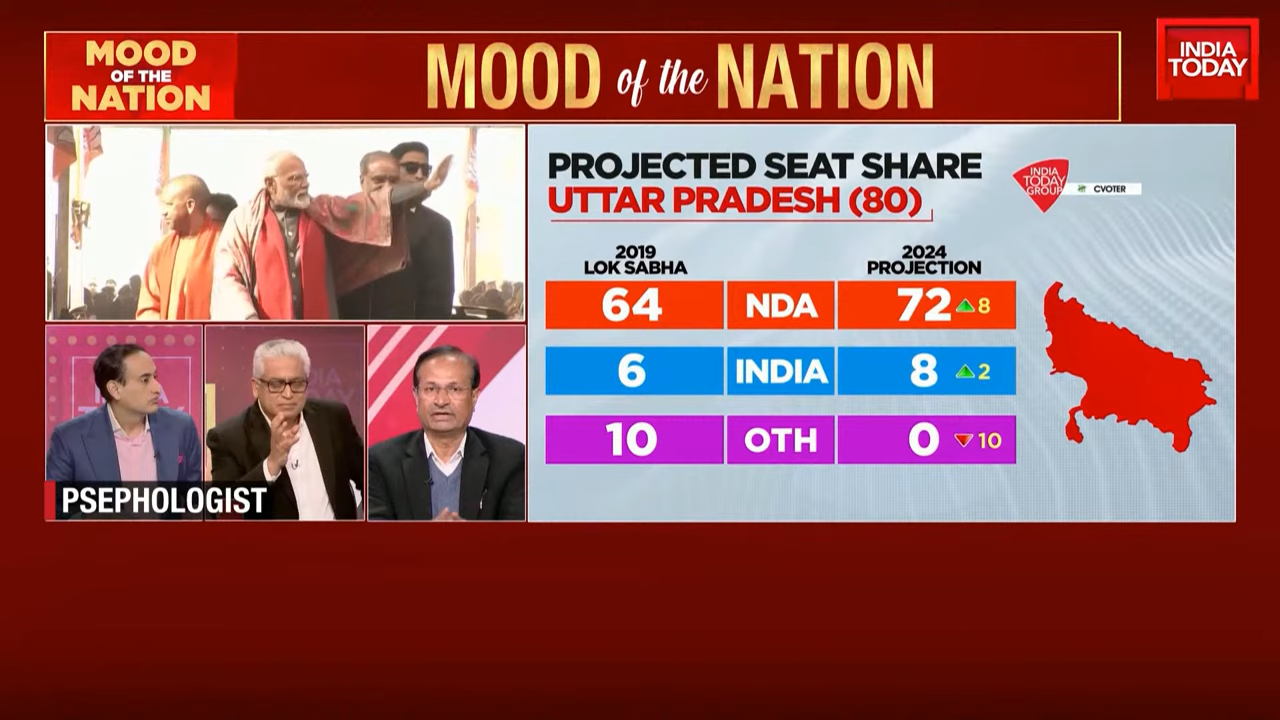 MOOD
OF THE
NATION
MOOD of the NATION
INDIA
TODAY
PROJECTED SEAT SHARE
UTTAR PRADESH (80)
INDIA
TODAY
GROUP
CVOTER
2019
LOK SABHA
2024
PROJECTION
64 NDA 72 8
6 INDIA 8 2
10 OTH 0 10
PSEPHOLOGIST